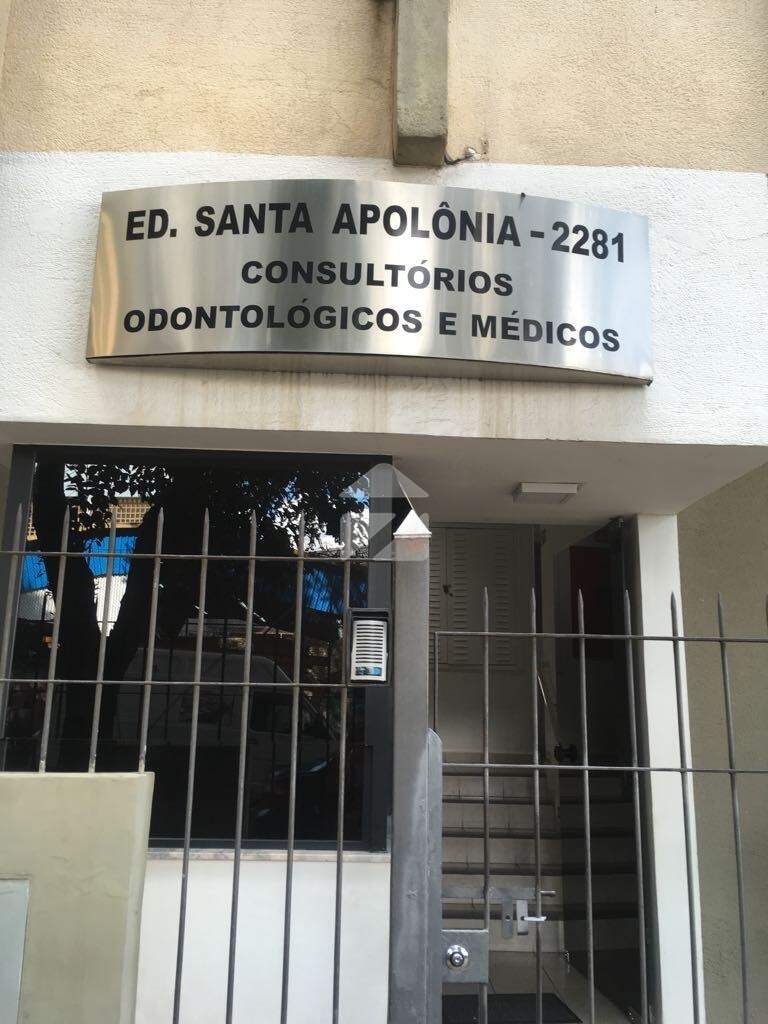 ED. SANTA APOLÔNIA - 2281
CONSULTÓRIOS
ODONTOLÓGICOS E MÉDICOS